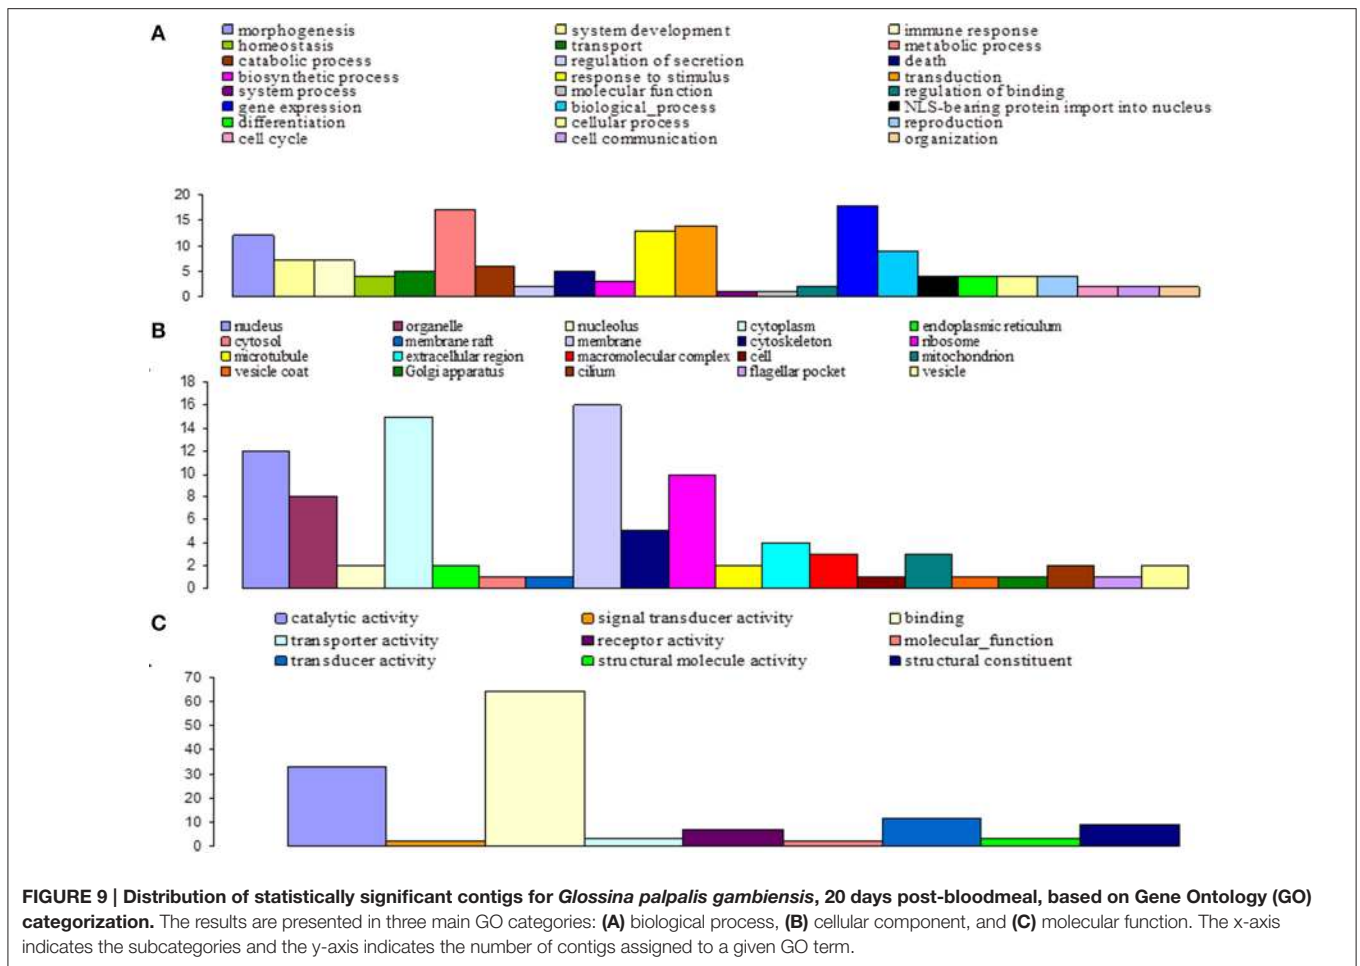 A
morphogenesis system development immune response
homeostasis transport metabolic process
catabolic process regulation of secretion death
biosynthetic process response to stimulus transduction
system process molecular function regulation of binding
gene expression biological_process NLS-bearing protein import into nucleus
differentiation cellular process reproduction
cell cycle cell communication organization
20
15
10
5
0
B
nucleus organelle nucleolus cytoplasm endoplasmic reticulum
cytosol membrane raft membrane cytoskeleton ribosome
microtubule extracellular region macromolecular complex cell mitochondrion
vesicle coat Golgi apparatus cilium flagellar pocket vesicle
18
16
14
12
10
8
6
4
2
0
C
catalytic activity signal transducer activity binding
transporter activity receptor activity molecular_function
transducer activity structural molecule activity structural constituent
70
60
50
40
30
20
10
0
FIGURE 9 | Distribution of statistically significant contigs for Glossina palpalis gambiensis, 20 days post-bloodmeal, based on Gene Ontology (GO)
categorization. The results are presented in three main GO categories: (A) biological process, (B) cellular component, and (C) molecular function. The x-axis
indicates the subcategories and the y-axis indicates the number of contigs assigned to a given GO term.